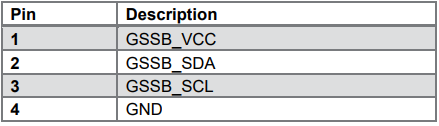 Pin Description
1 GSSB_VCC
2 GSSB_SDA
3 GSSB_SCL
4 GND